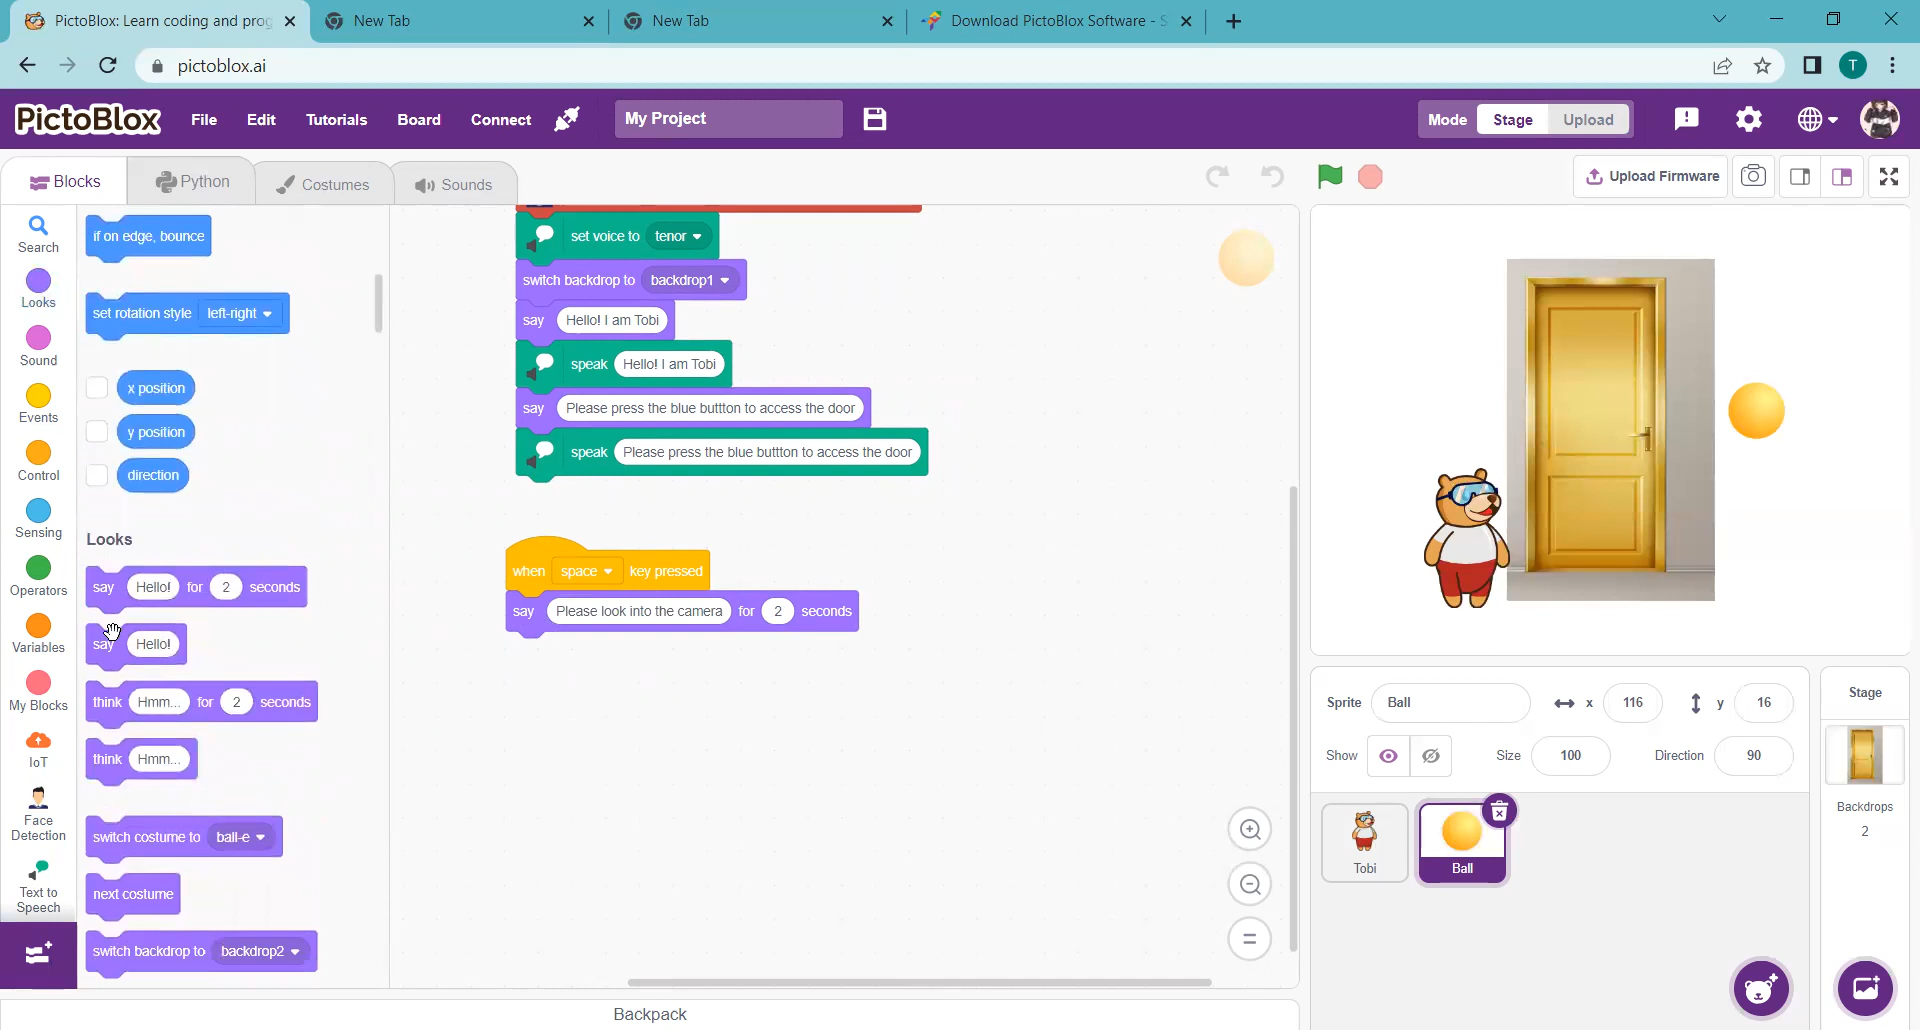 PictoBlox: Learn coding and prog
New Tab
New Tab
Download PictoBlox Software - S
pictoblox.ai
T
PictoBlox
File
Edit
Tutorials
Board
Connect
My Project
Mode
Stage
Upload
Blocks
Python
Costumes
Sounds
Upload Firmware
Search
Looks
Sound
Events
Control
Sensing
Operators
Variables
My Blocks
IoT
Face
Detection
Text to
Speech
if on edge, bounce
set rotation style left-right
x position
y position
direction
Looks
say Hello! for 2 seconds
say Hello!
think Hmm... for 2 seconds
think Hmm...
switch costume to ball-e
next costume
switch backdrop to backdrop2
set voice to tenor
switch backdrop to backdrop1
say Hello! I am Tobi
speak Hello! I am Tobi
say Please press the blue buttton to access the door
speak Please press the blue buttton to access the door
when space key pressed
say Please look into the camera for 2 seconds
Backpack
Sprite Ball x 116 y 16
Show Size 100 Direction 90
Tobi
Ball
Stage
Backdrops
2